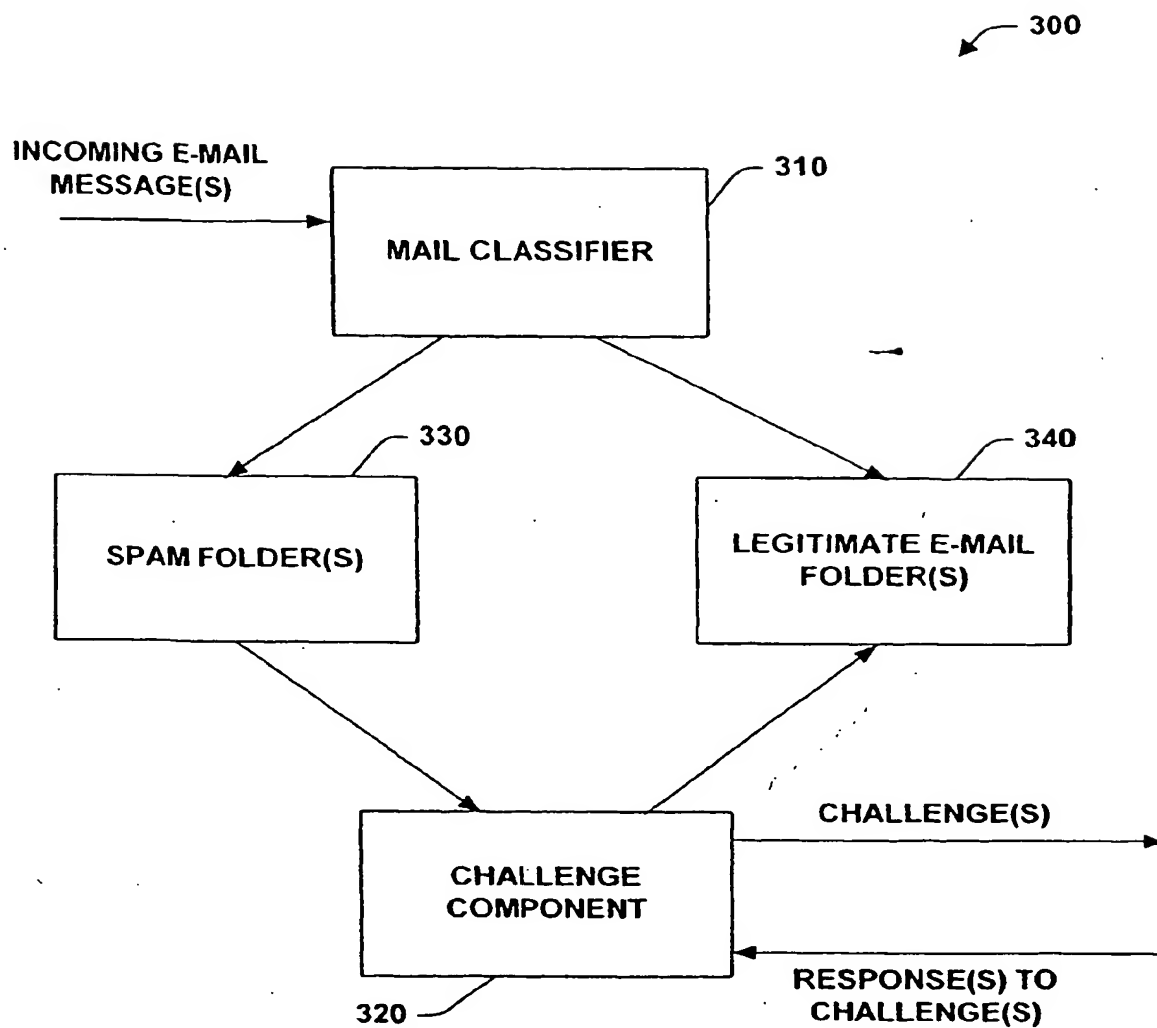 300
INCOMING E-MAIL
MESSAGE(S)
310
MAIL CLASSIFIER
330
340
SPAM FOLDER(S)
LEGITIMATE E-MAIL
FOLDER(S)
CHALLENGE(S)
CHALLENGE
COMPONENT
RESPONSE(S) TO
CHALLENGE(S)
320